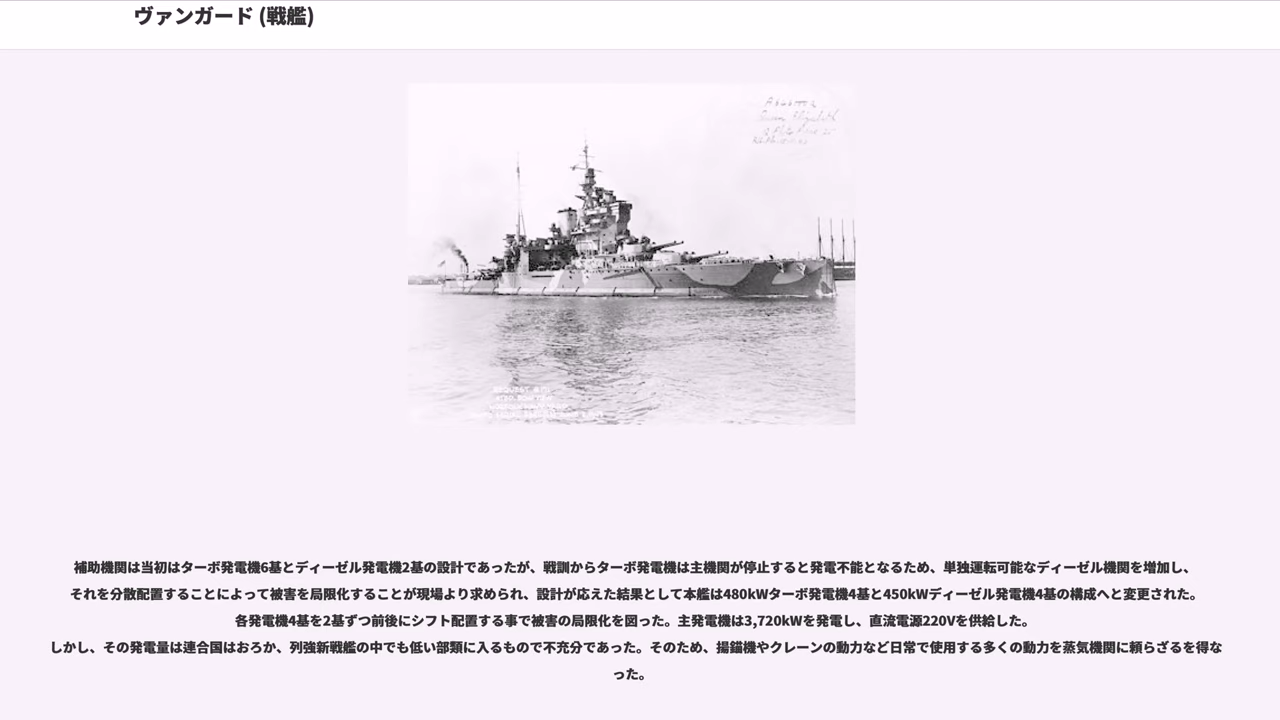 ヴァンガード (戦艦)
補助機関は当初はターボ発電機6基とディーゼル発電機2基の設計であったが、戦訓からターボ発電機は主機関が停止すると発電不能となるため、単独運転可能なディーゼル機関を増加し、
それを分散配置することによって被害を局限化することが現場より求められ、設計が応えた結果として本艦は480kWターボ発電機4基と450kWディーゼル発電機4基の構成へと変更された。
各発電機4基を2基ずつ前後にシフト配置する事で被害の局限化を図った。主発電機は3,720kWを発電し、直流電源220Vを供給した。
しかし、その発電量は連合国はおろか、列強新戦艦の中でも低い部類に入るもので不充分であった。そのため、揚錨機やクレーンの動力など日常で使用する多くの動力を蒸気機関に頼らざるを得な
った。